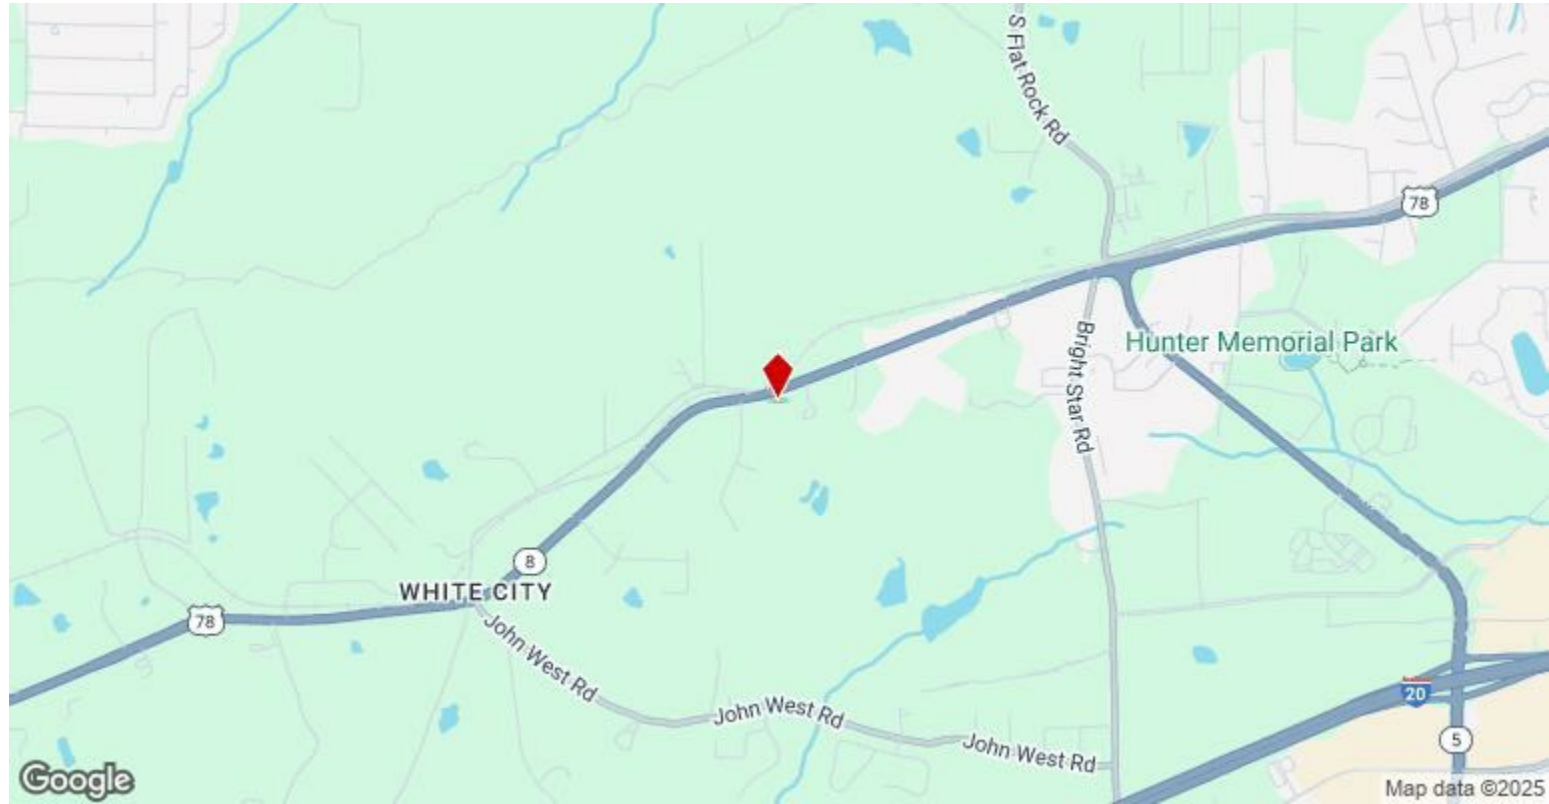 S Flat Rock Rd
78
Bright Star Rd
Hunter Memorial Park
8
WHITE CITY
78
John West Rd
John West Rd
John West Rd
20
5
Google
Map data ©2025